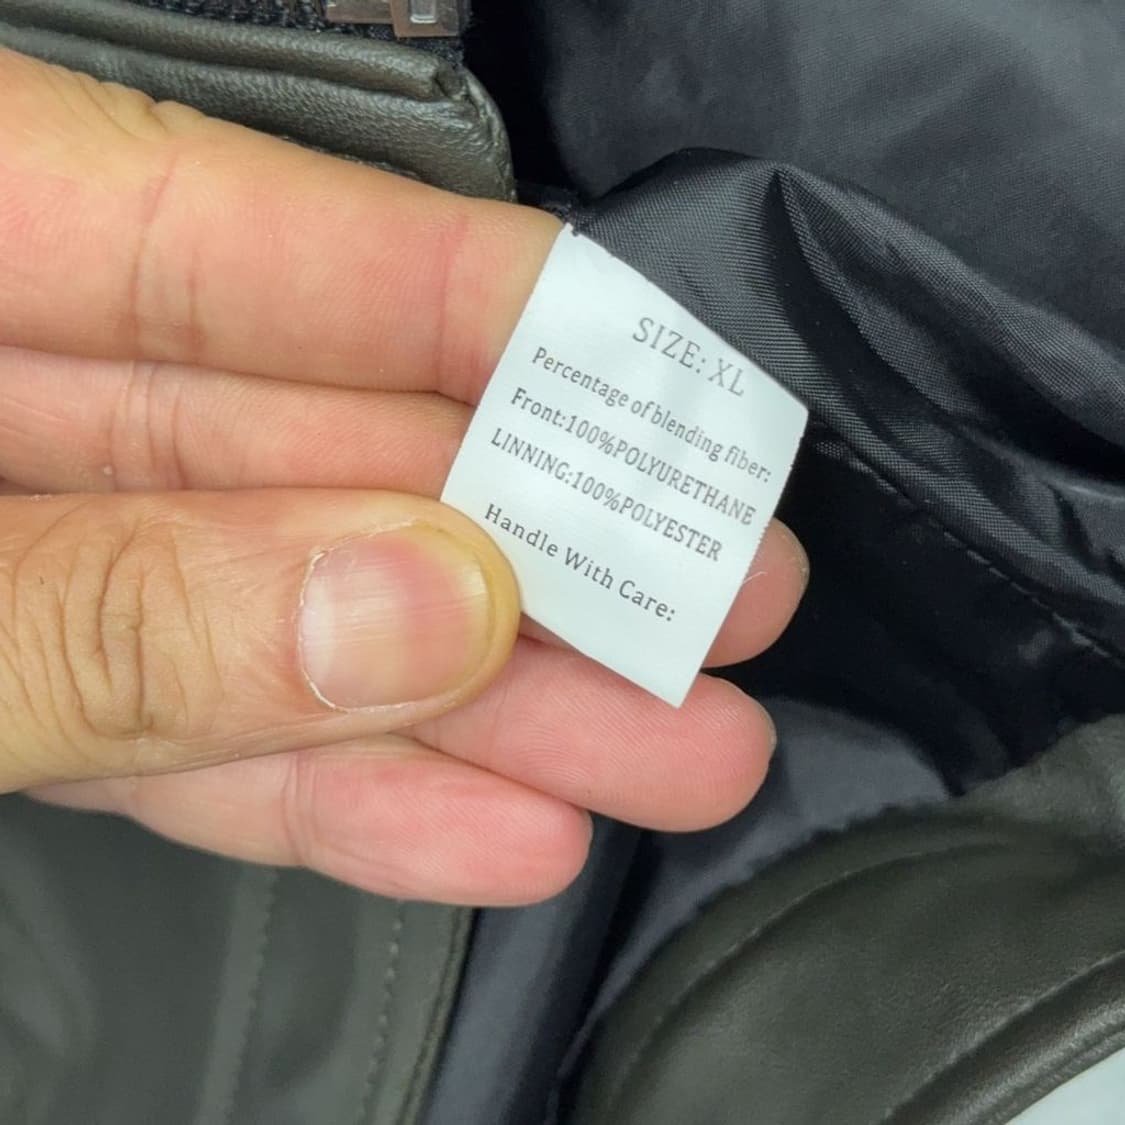 SIZE: XL
Percentage of blending fiber:
Front:100%POLYURETHANE
LINNING:100%POLYESTER
Handle With Care: